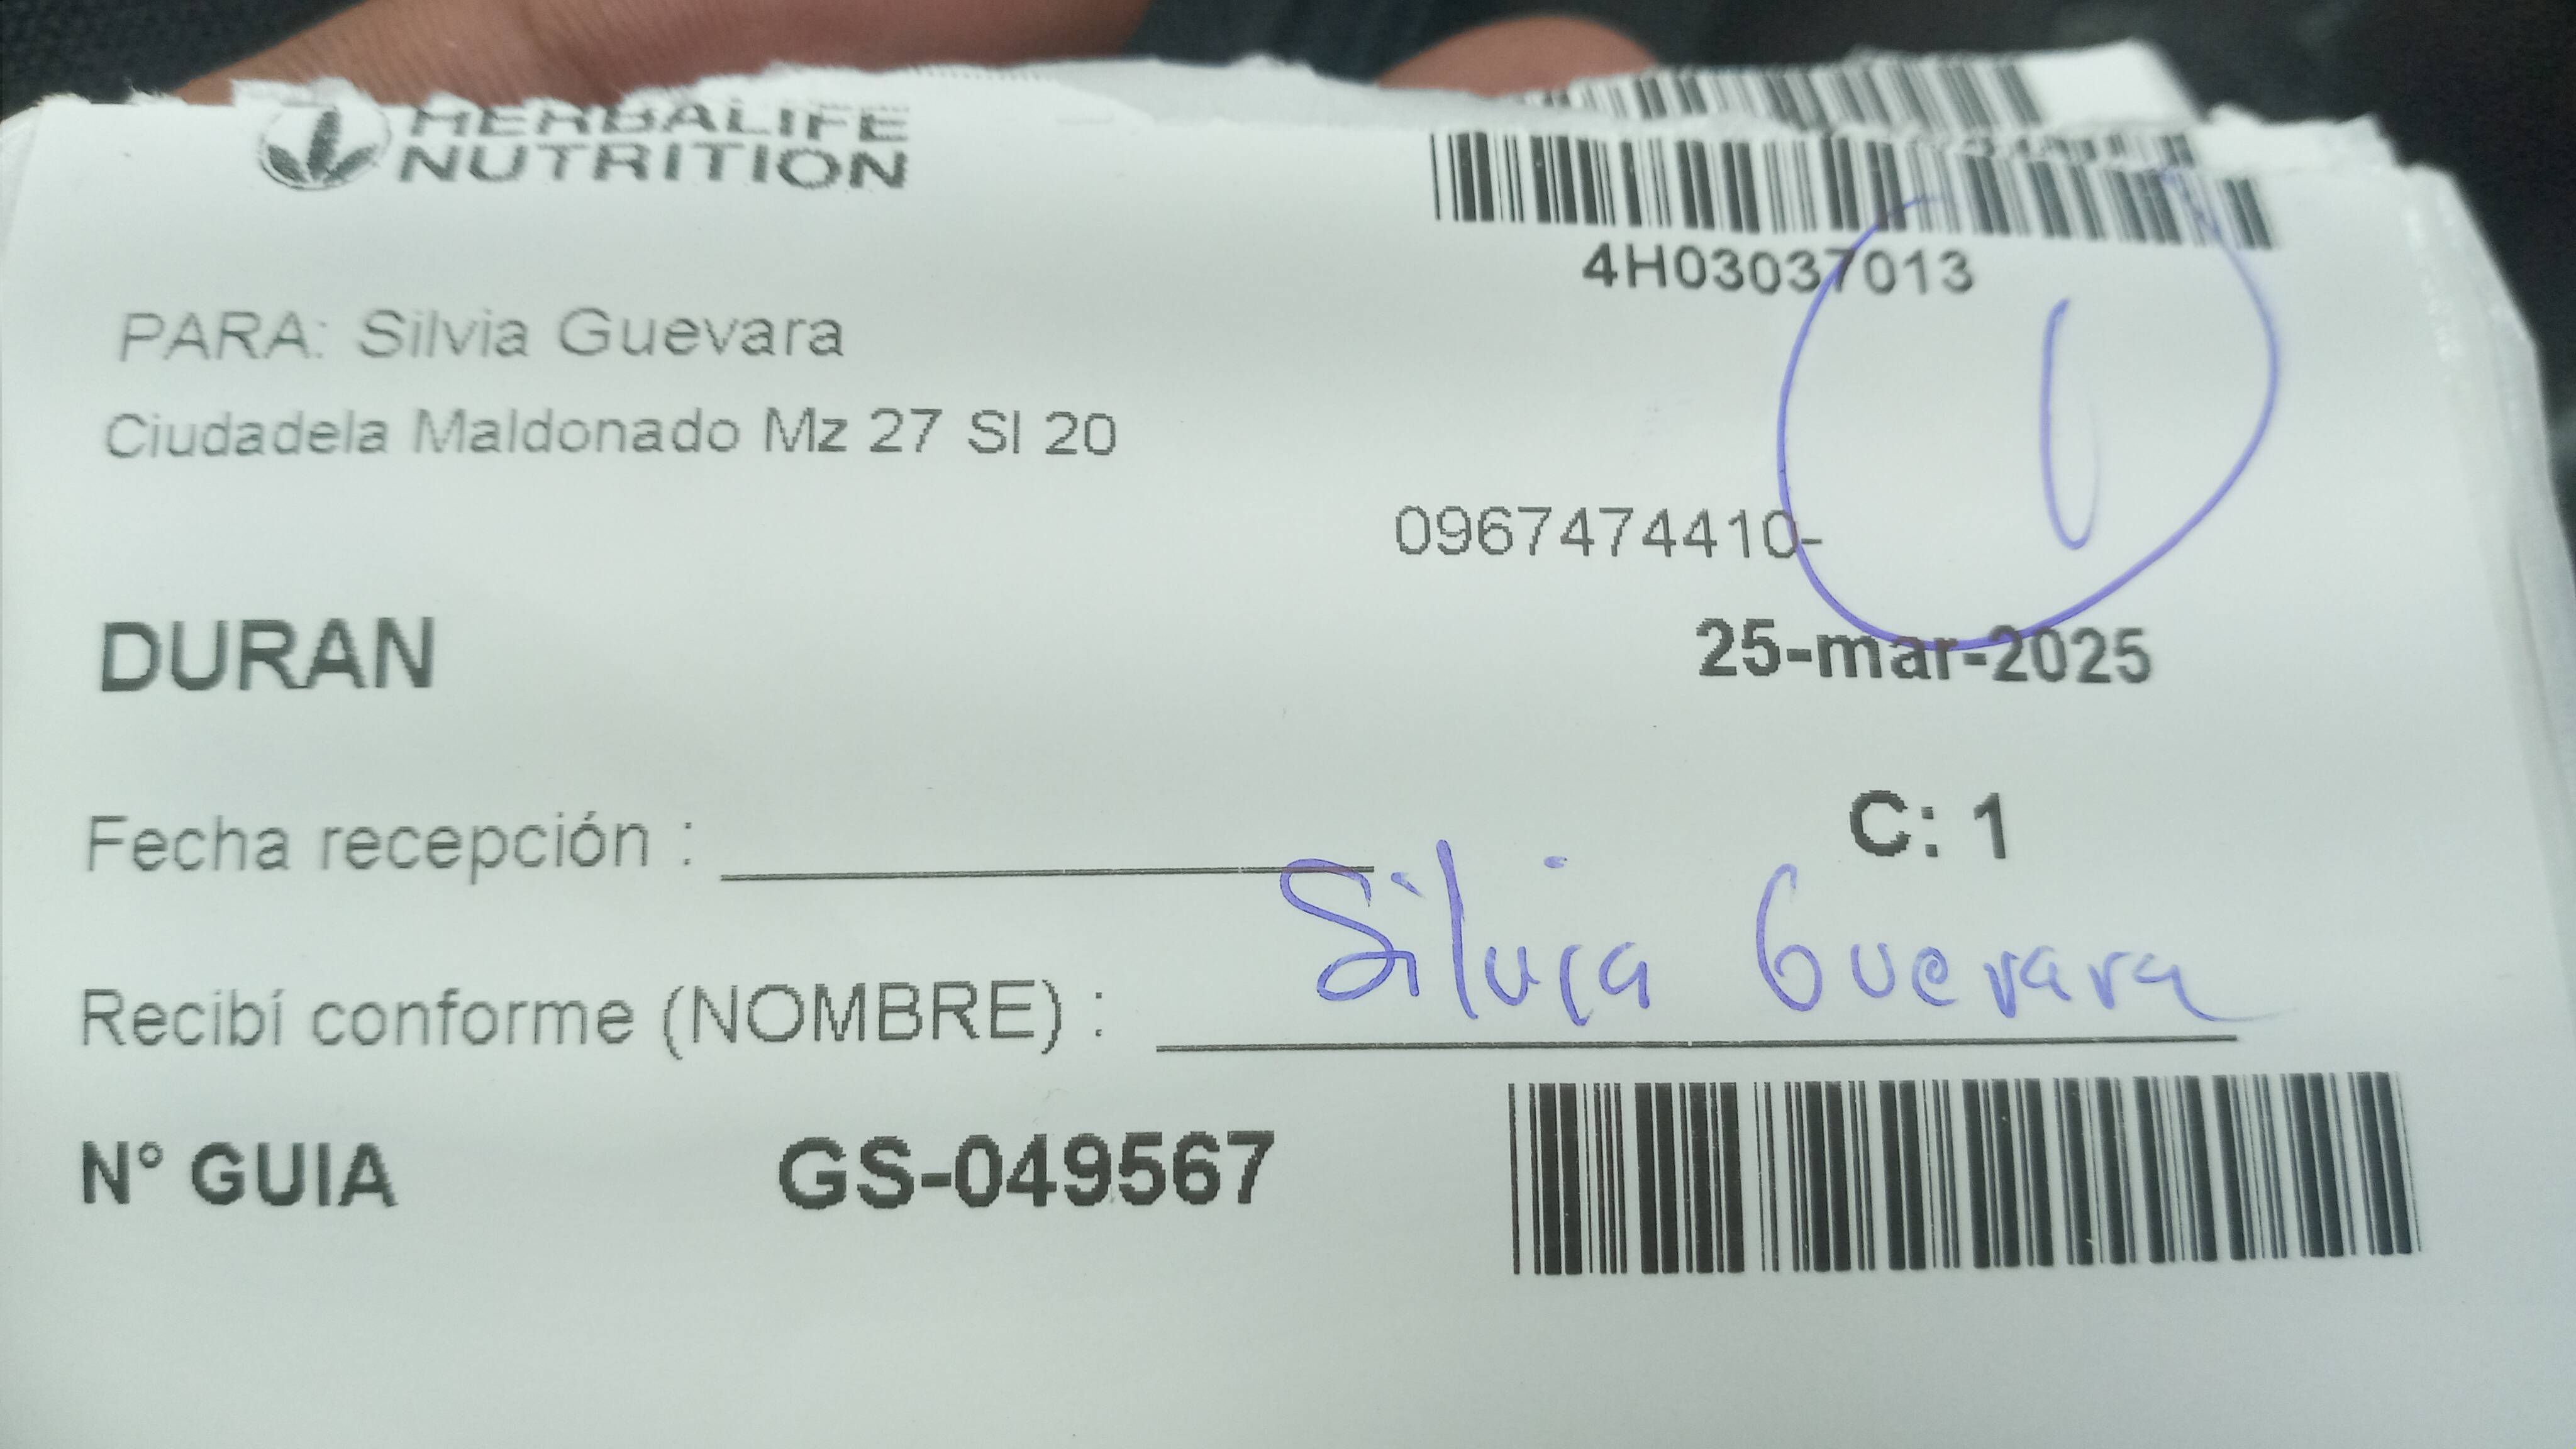 HERBALIFE
NUTRITION
4H03037013
PARA: Silvia Guevara
Ciudadela Maldonado Mz 27 Sl 20
0967474410-
DURAN
25-mar-2025
C: 1
Fecha recepción :
Recibí conforme (NOMBRE) : Silvia Guevara
N° GUIA GS-049567
1